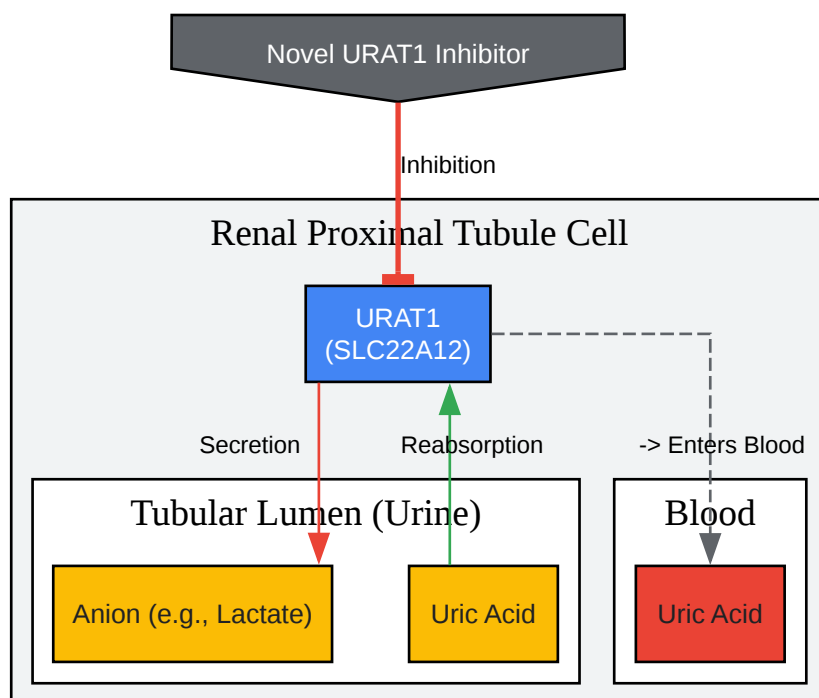 Novel URAT1 Inhibitor
Inhibition
Renal Proximal Tubule Cell
URAT1
(SLC22A12)
Secretion
Reabsorption
-> Enters Blood
Tubular Lumen (Urine)
Blood
Anion (e.g., Lactate)
Uric Acid
Uric Acid